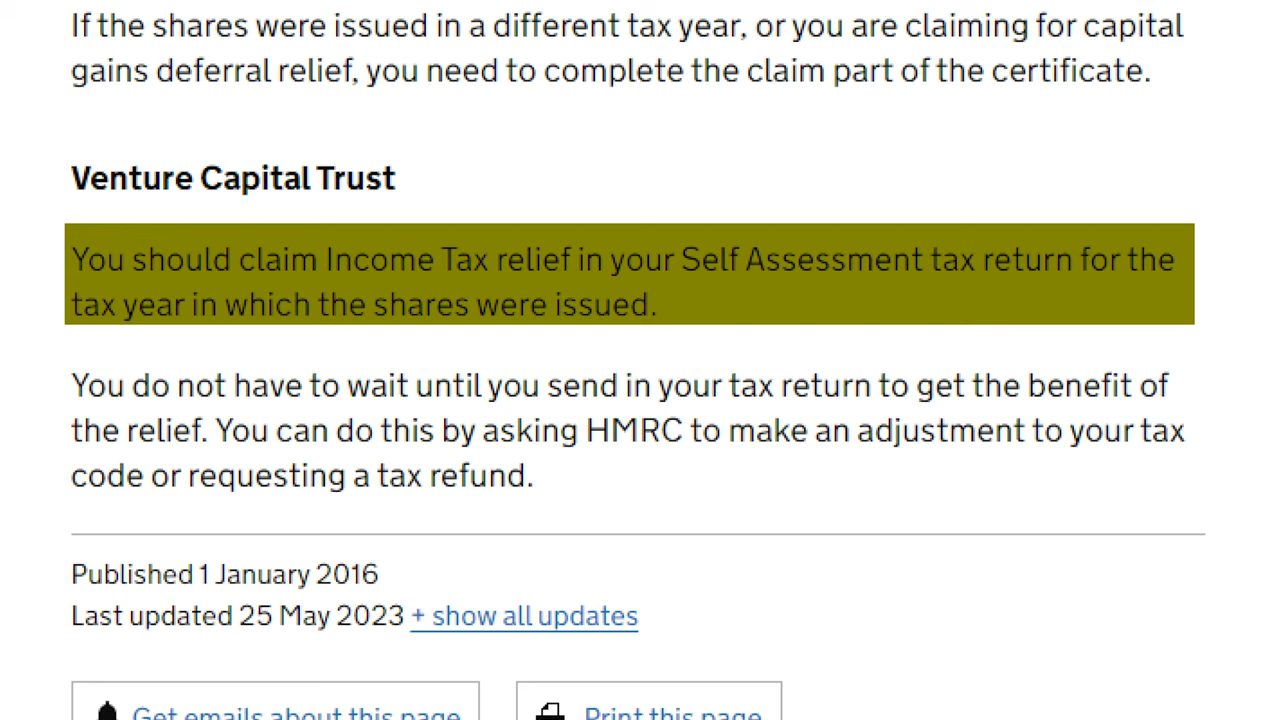 If the shares were issued in a different tax year, or you are claiming for capital
gains deferral relief, you need to complete the claim part of the certificate.
Venture Capital Trust
You should claim Income Tax relief in your Self Assessment tax return for the
tax year in which the shares were issued.
You do not have to wait until you send in your tax return to get the benefit of
the relief. You can do this by asking HMRC to make an adjustment to your tax
code or requesting a tax refund.
Published 1 January 2016
Last updated 25 May 2023 + show all updates
Get emails about this page
Print this page